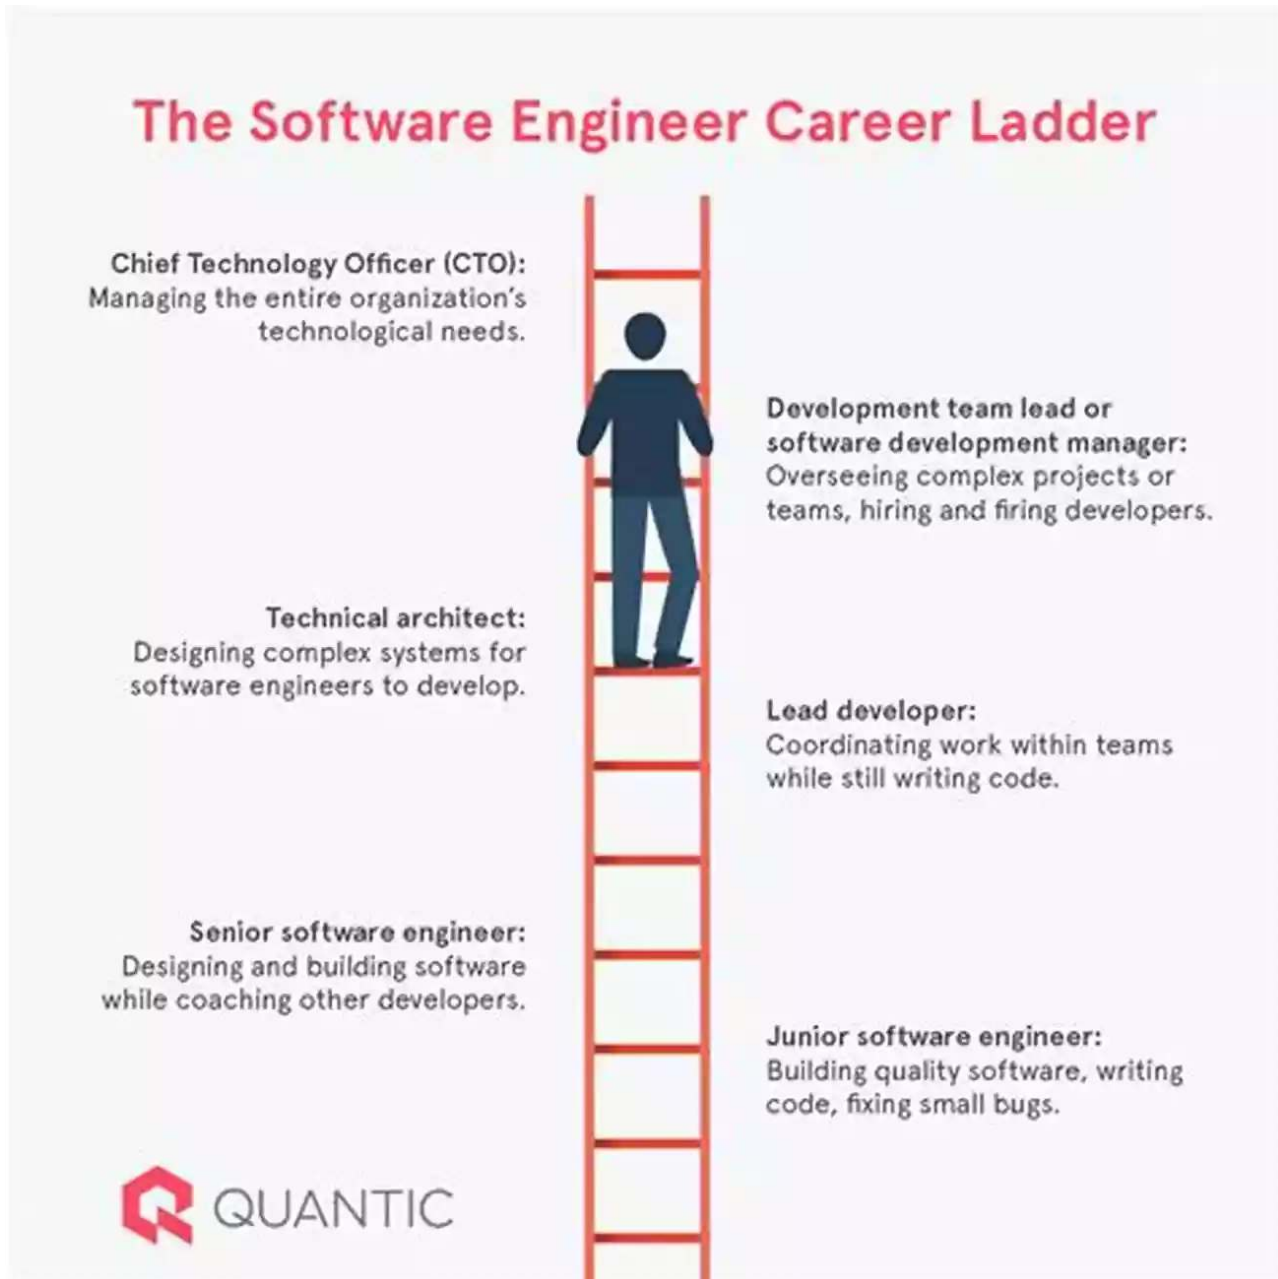 The Software Engineer Career Ladder
Chief Technology Officer (CTO):
Managing the entire organization's
technological needs.
Development team lead or
software development manager:
Overseeing complex projects or
teams, hiring and firing developers.
Technical architect:
Designing complex systems for
software engineers to develop.
Lead developer:
Coordinating work within teams
while still writing code.
Senior software engineer:
Designing and building software
while coaching other developers.
Junior software engineer:
Building quality software, writing
code, fixing small bugs.
QUANTIC